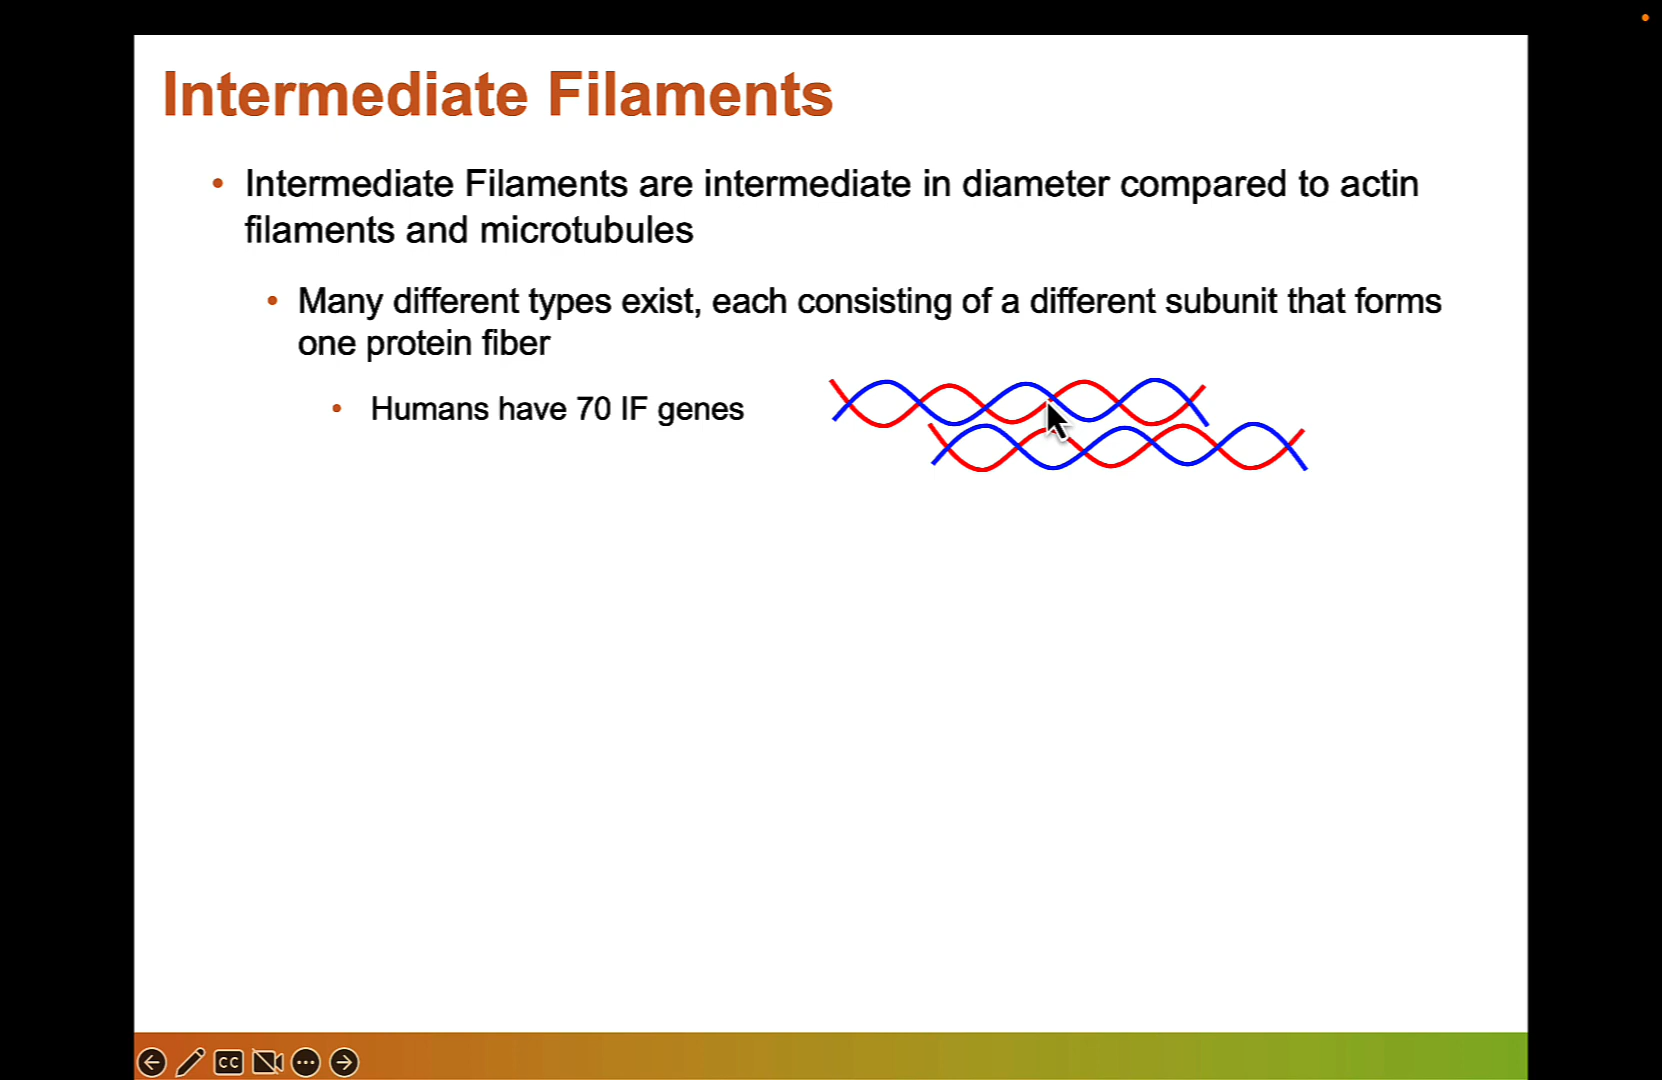 Intermediate Filaments
• Intermediate Filaments are intermediate in diameter compared to actin
filaments and microtubules
• Many different types exist, each consisting of a different subunit that forms
one protein fiber
• Humans have 70 IF genes
CC